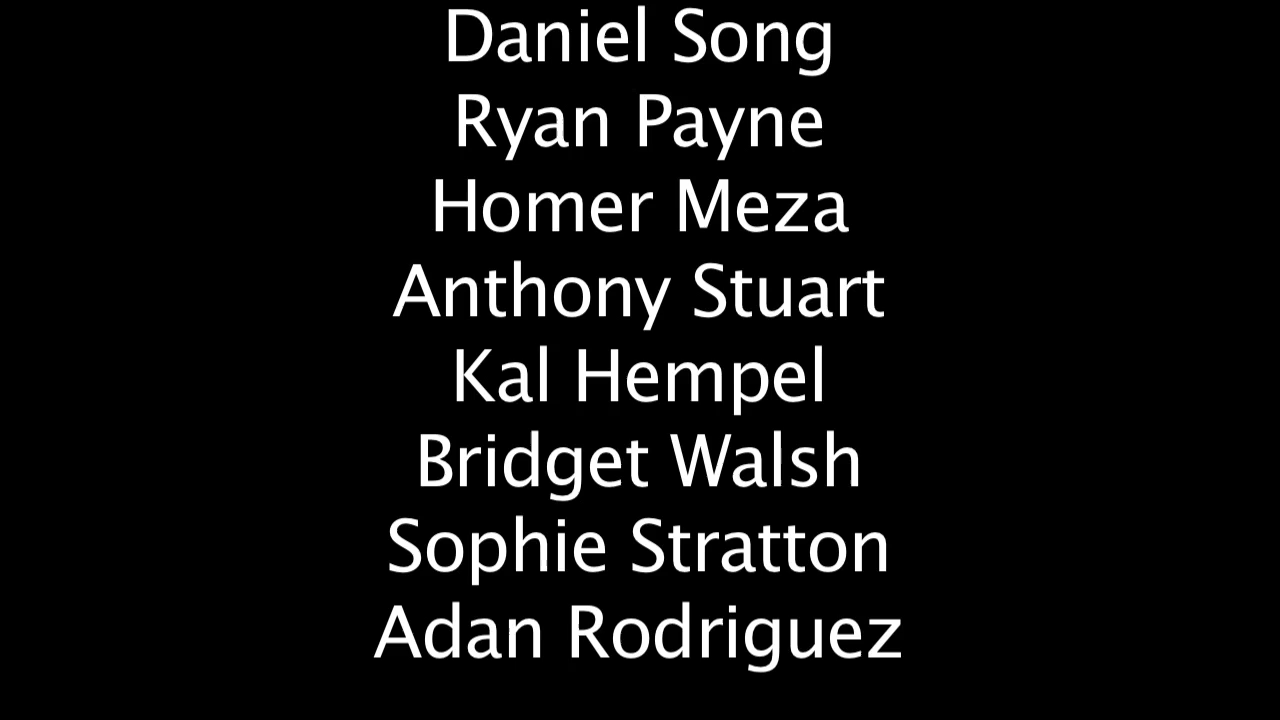 Daniel Song
Ryan Payne
Homer Meza
Anthony Stuart
Kal Hempel
Bridget Walsh
Sophie Stratton
Adan Rodriguez